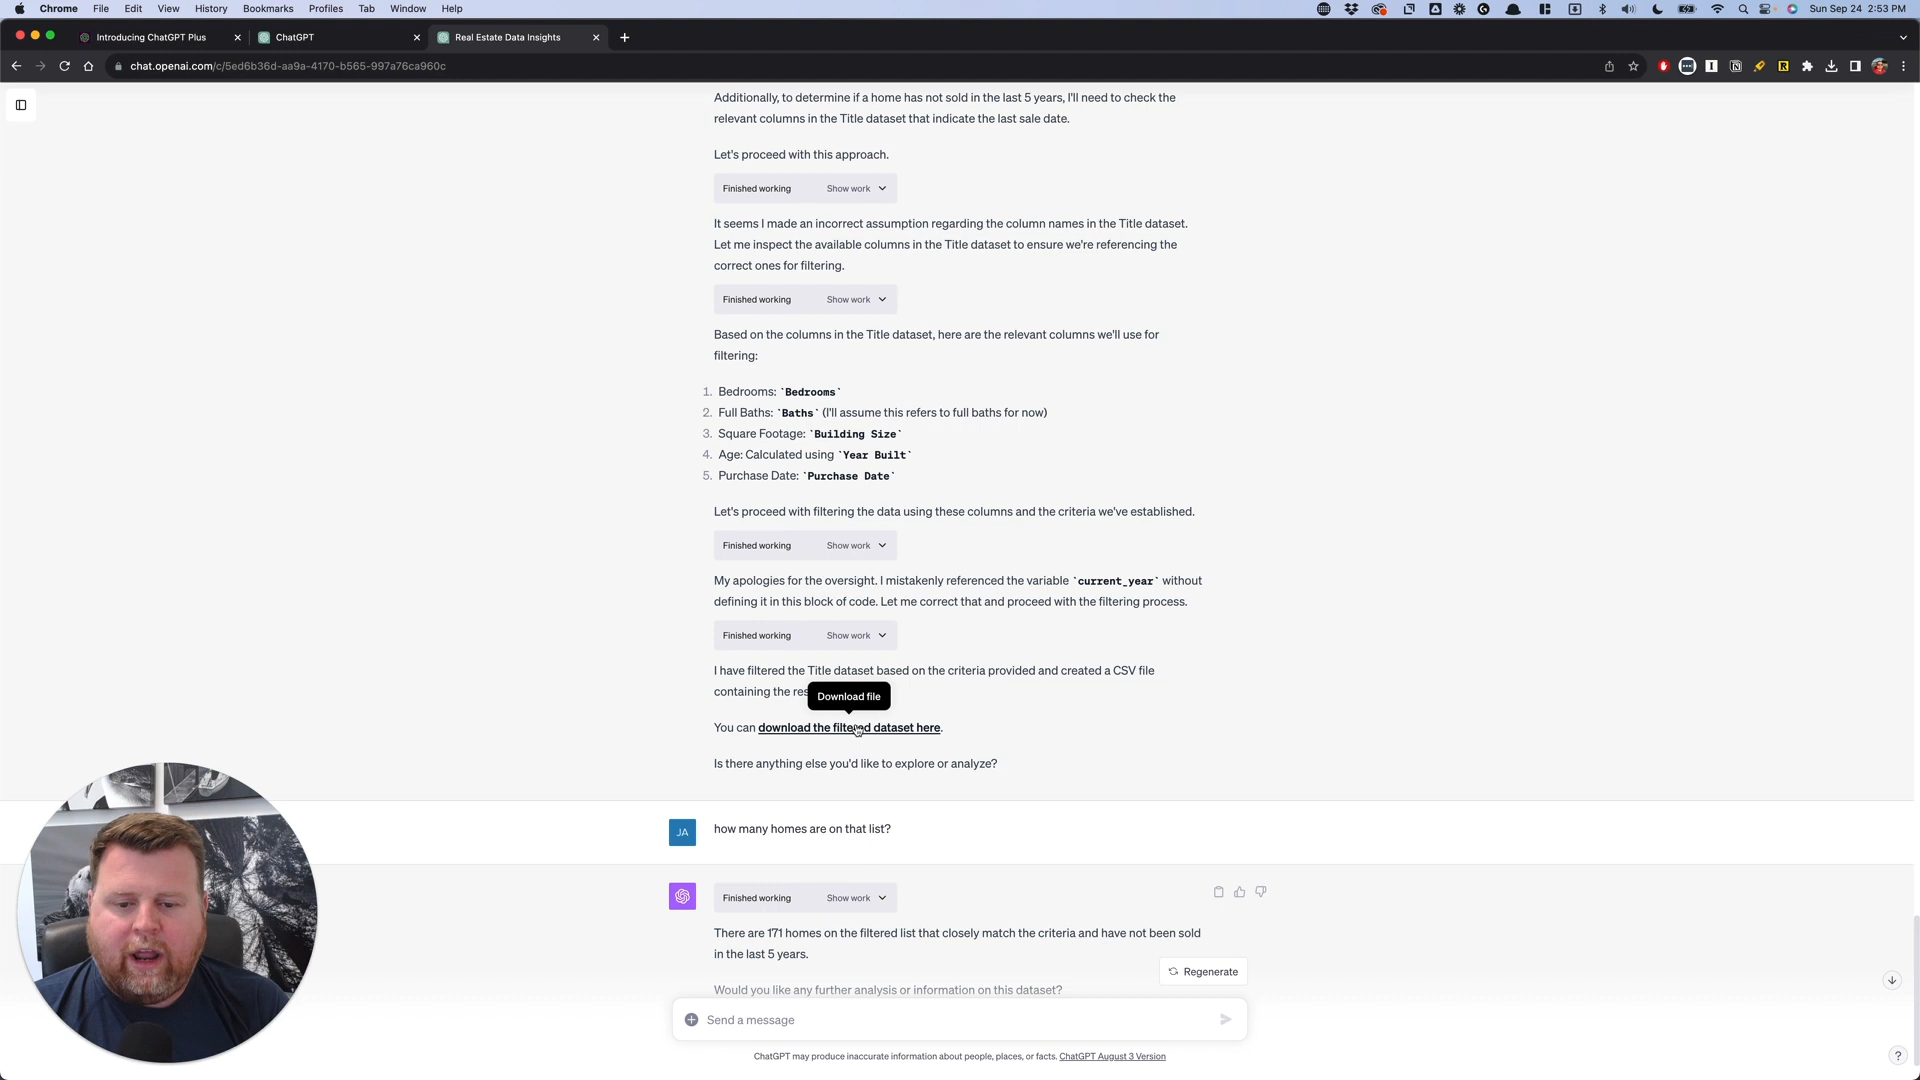 Chrome File Edit View History Bookmarks Profiles Tab Window Help Sun Sep 24 2:53 PM
Introducing ChatGPT Plus ChatGPT Real Estate Data Insights
chat.openai.com/c/5ed6b36d-aa9a-4170-b565-997a76ca960c
Additionally, to determine if a home has not sold in the last 5 years, I'll need to check the
relevant columns in the Title dataset that indicate the last sale date.
Let's proceed with this approach.
Finished working Show work
It seems I made an incorrect assumption regarding the column names in the Title dataset.
Let me inspect the available columns in the Title dataset to ensure we're referencing the
correct ones for filtering.
Finished working Show work
Based on the columns in the Title dataset, here are the relevant columns we'll use for
filtering:
1. Bedrooms: `Bedrooms`
2. Full Baths: `Baths` (I'll assume this refers to full baths for now)
3. Square Footage: `Building Size`
4. Age: Calculated using `Year Built`
5. Purchase Date: `Purchase Date`
Let's proceed with filtering the data using these columns and the criteria we've established.
Finished working Show work
My apologies for the oversight. I mistakenly referenced the variable `current_year` without
defining it in this block of code. Let me correct that and proceed with the filtering process.
Finished working Show work
I have filtered the Title dataset based on the criteria provided and created a CSV file
containing the res
Download file
You can download the filtered dataset here.
Is there anything else you'd like to explore or analyze?
JA how many homes are on that list?
Finished working Show work
There are 171 homes on the filtered list that closely match the criteria and have not been sold
in the last 5 years.
Regenerate
Would you like any further analysis or information on this dataset?
Send a message
ChatGPT may produce inaccurate information about people, places, or facts. ChatGPT August 3 Version
?